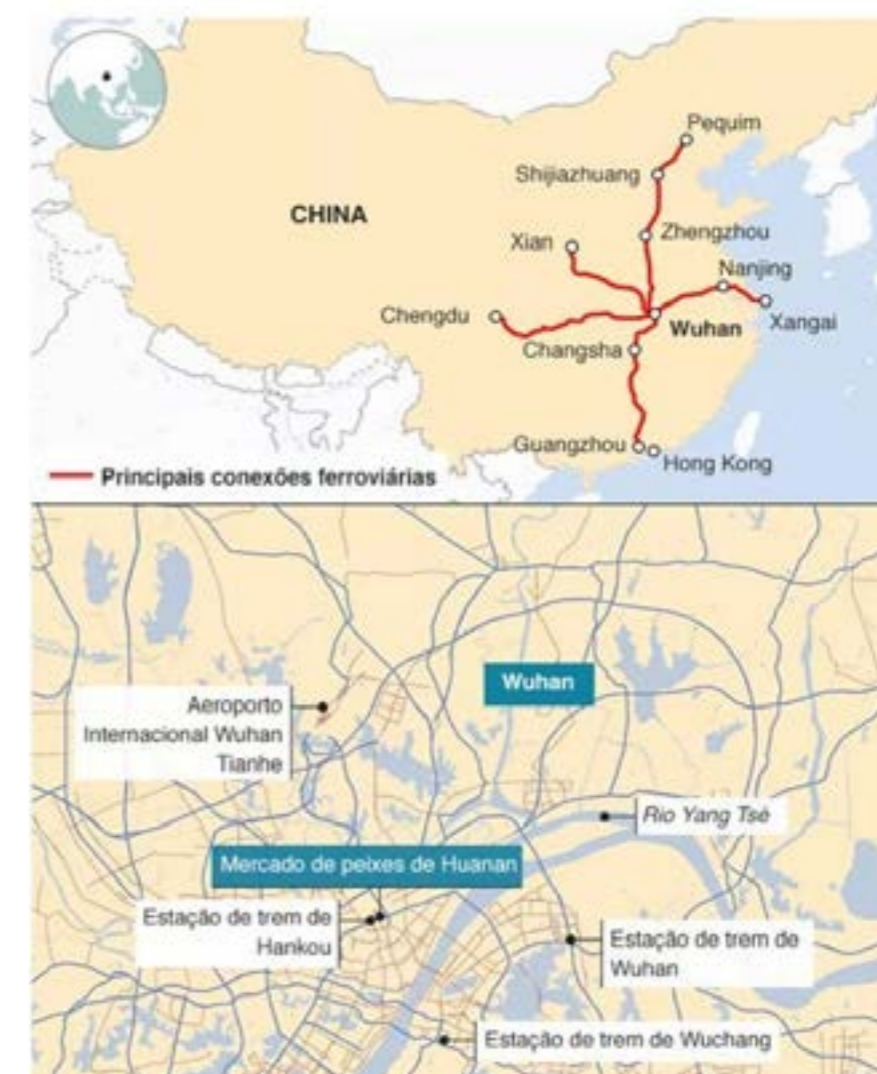 Pequim
Shijiazhuang
CHINA
Xian
Zhengzhou
Nanjing
Chengdu
Wuhan
Xangai
Changsha
Guangzhou
Hong Kong
Principais conexões ferroviárias
Wuhan
Aeroporto
Internacional Wuhan
Tianhe
Rio Yang Tsé
Mercado de peixes de Huanan
Estação de trem de
Hankou
Estação de trem de
Wuhan
Estação de trem de Wuchang